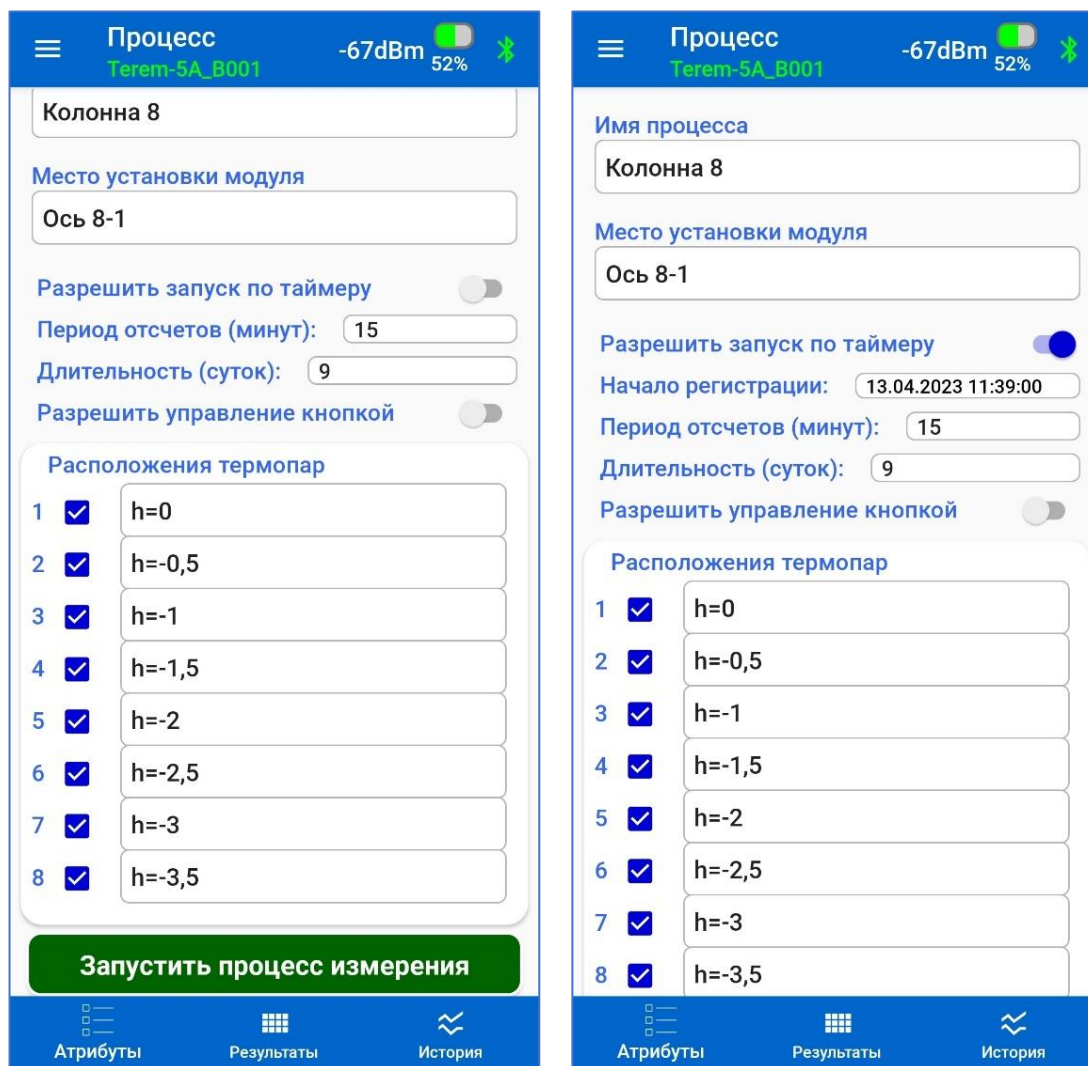 Процесс
Terem-5A_B001
-67dBm
52%
Колонна 8
Место установки модуля
Ось 8-1
Разрешить запуск по таймеру
Период отсчетов (минут): 15
Длительность (суток): 9
Разрешить управление кнопкой
Расположения термопар
1 h=0
2 h=-0,5
3 h=-1
4 h=-1,5
5 h=-2
6 h=-2,5
7 h=-3
8 h=-3,5
Запустить процесс измерения
Атрибуты Результаты История
Процесс
Terem-5A_B001
-67dBm
52%
Имя процесса
Колонна 8
Место установки модуля
Ось 8-1
Разрешить запуск по таймеру
Начало регистрации: 13.04.2023 11:39:00
Период отсчетов (минут): 15
Длительность (суток): 9
Разрешить управление кнопкой
Расположения термопар
1 h=0
2 h=-0,5
3 h=-1
4 h=-1,5
5 h=-2
6 h=-2,5
7 h=-3
8 h=-3,5
Атрибуты Результаты История